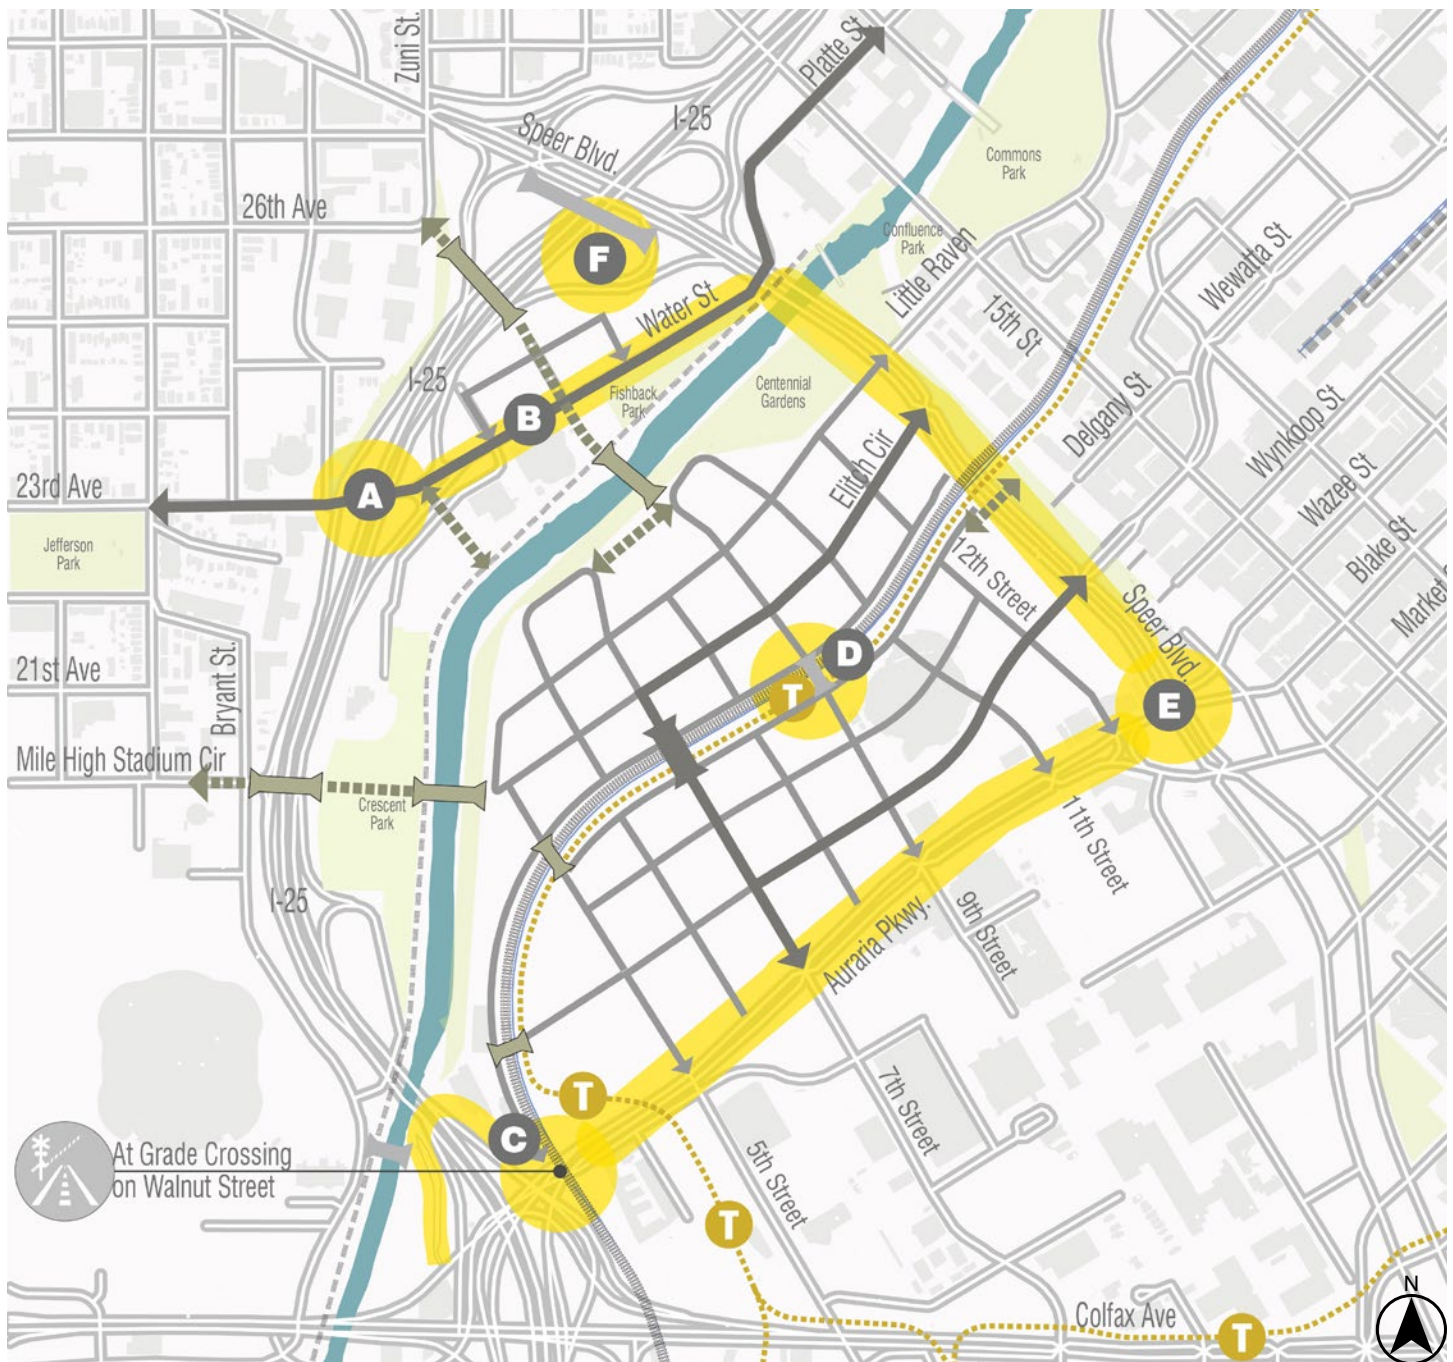 Zuni St.
Platte St
I-25
Speer Blvd.
Commons
Park
26th Ave
Confluence
Park
F
Little Raven
Wewatta St
Water St
15th St
I-25
Fishback
Park
Centennial
Gardens
B
Delgany St
Wynkoop St
Elitch Cir
23rd Ave
A
Wazee St
Jefferson
Park
12th Street
Blake St
Market
Speer Blvd.
21st Ave
Bryant St.
D
T
E
Mile High Stadium Cir
Crescent
Park
11th Street
I-25
Auraria Pkwy.
9th Street
7th Street
T
C
At Grade Crossing
on Walnut Street
5th Street
T
Colfax Ave
T
N